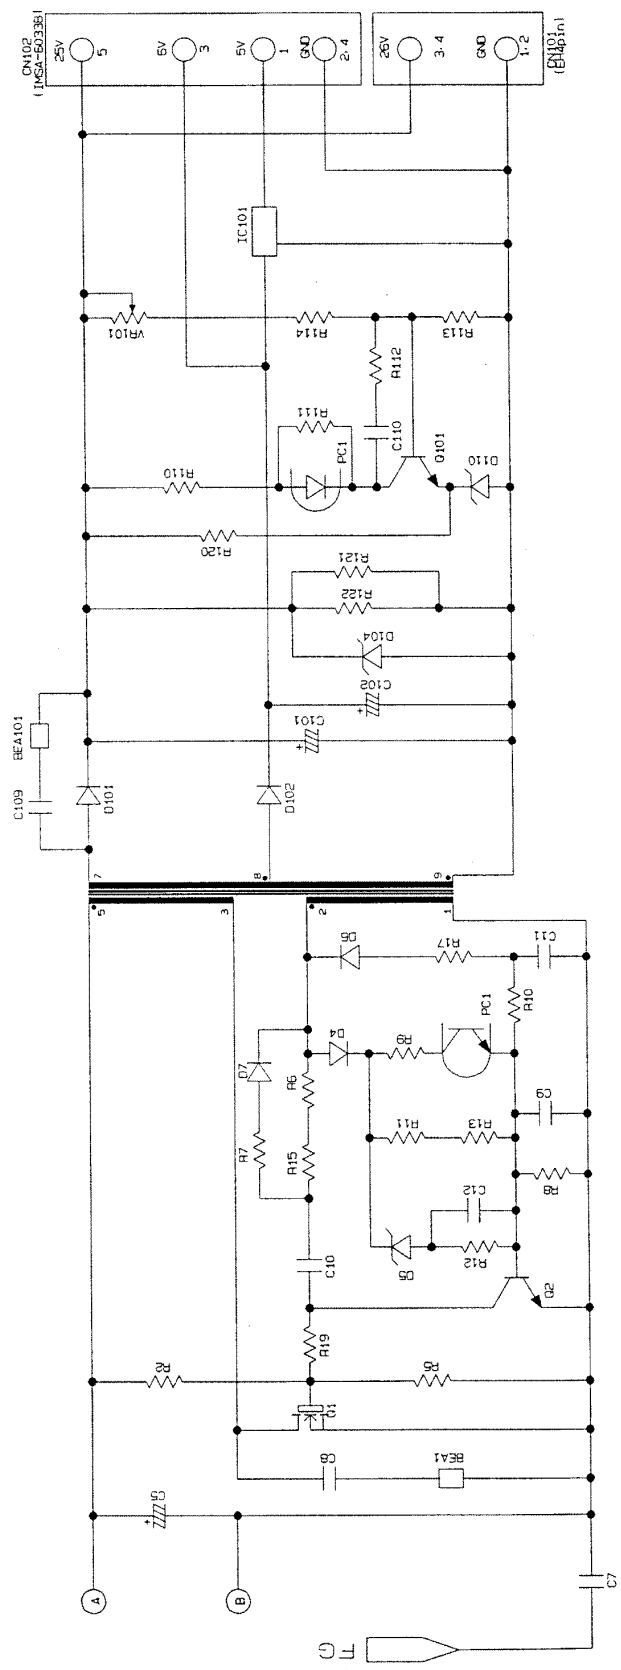 CN102
(IMSA-6033B)
25V
5
6V
3
5V
1
GND
2.4
26V
3.4
GND
1.2
CN101
(EH4pin)
IC101
VR101
R114
R113
R112
R111
C110
PC1
Q101
D110
R110
R120
R121
R122
D104
C102
C101
BEA101
C109
D101
D102
7
8
9
5
3
2
1
D6
R17
C11
D7
R6
D4
R9
PC1
R10
R7
R15
R11
R13
C9
C12
R8
C10
D5
R12
Q2
R19
R2
R5
Q1
C8
BEA1
C5
A
B
C7
FG